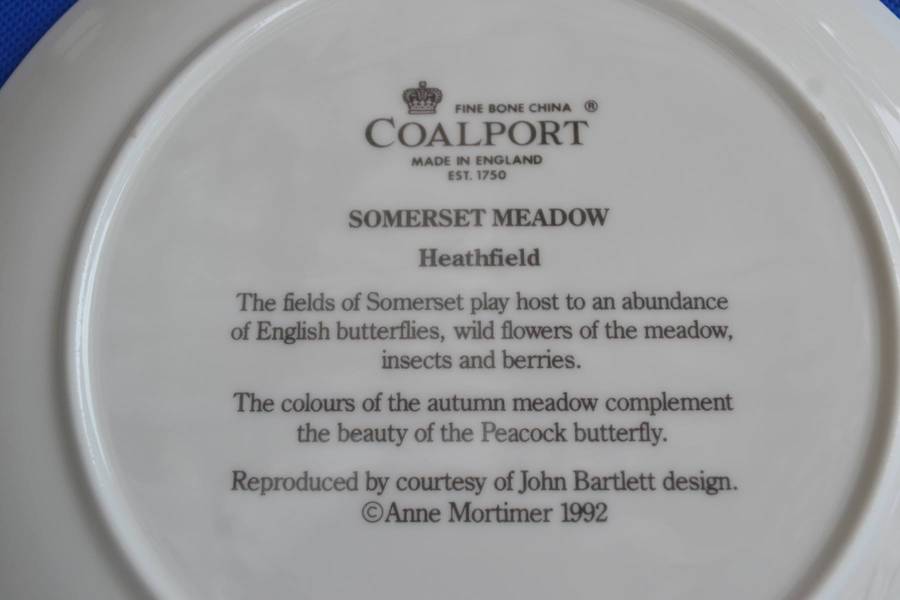 FINE BONE CHINA ®
COALPORT
MADE IN ENGLAND
EST. 1750
SOMERSET MEADOW
Heathfield
The fields of Somerset play host to an abundance
of English butterflies, wild flowers of the meadow,
insects and berries.
The colours of the autumn meadow complement
the beauty of the Peacock butterfly.
Reproduced by courtesy of John Bartlett design.
©Anne Mortimer 1992